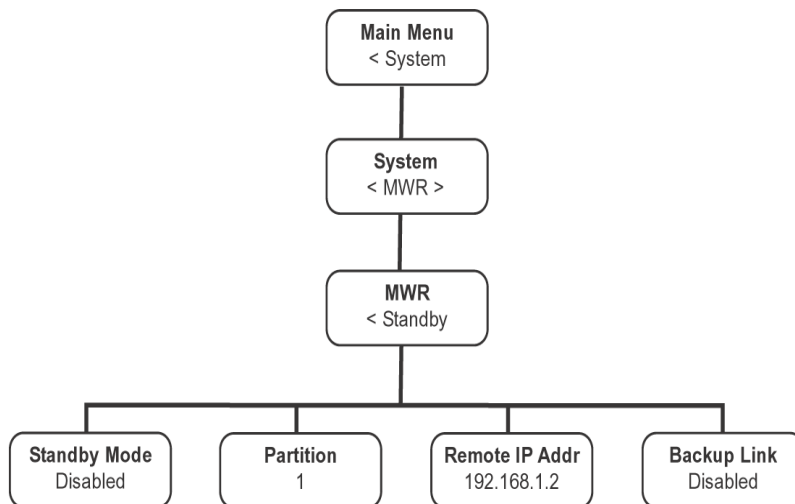 Main Menu
< System
System
< MWR >
MWR
< Standby
Standby Mode
Disabled
Partition
1
Remote IP Addr
192.168.1.2
Backup Link
Disabled